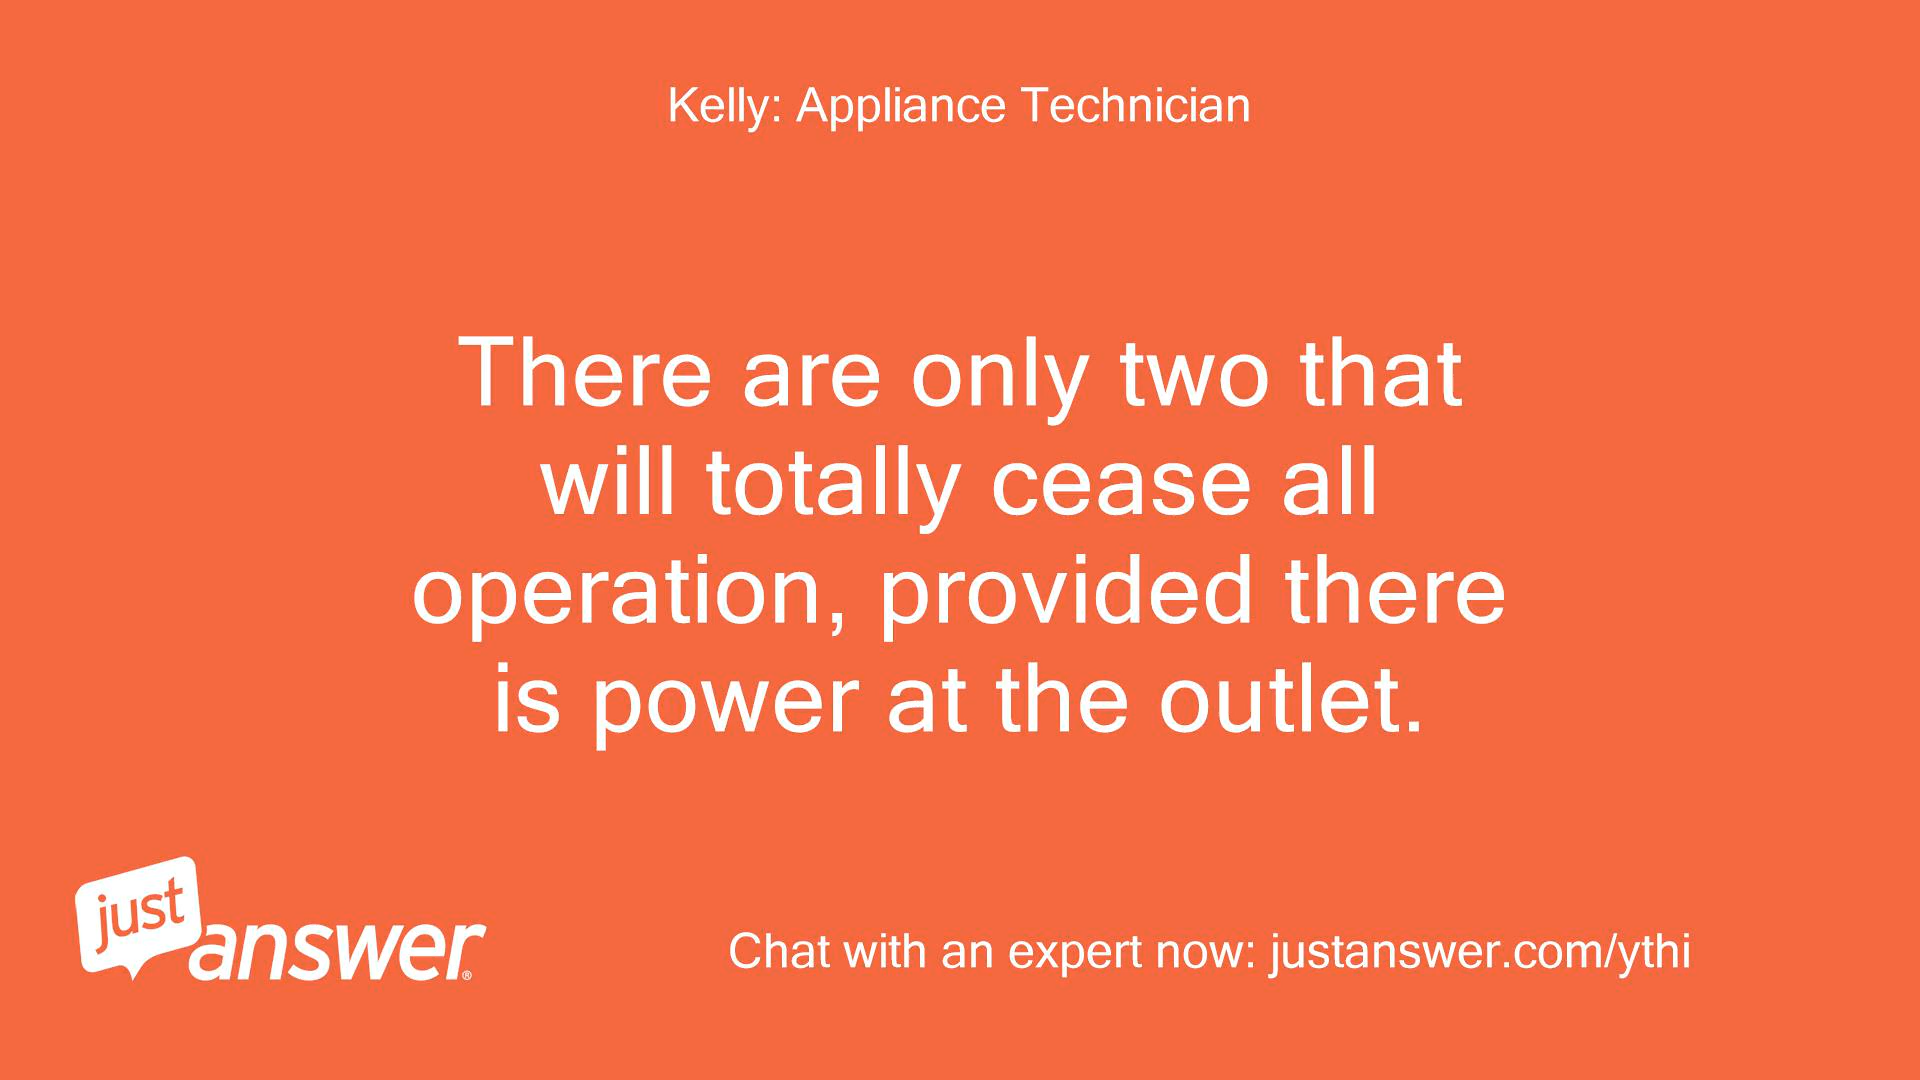 Kelly: Appliance Technician
There are only two that
will totally cease all
operation, provided there
is power at the outlet.
just
answer®
Chat with an expert now: justanswer.com/ythi